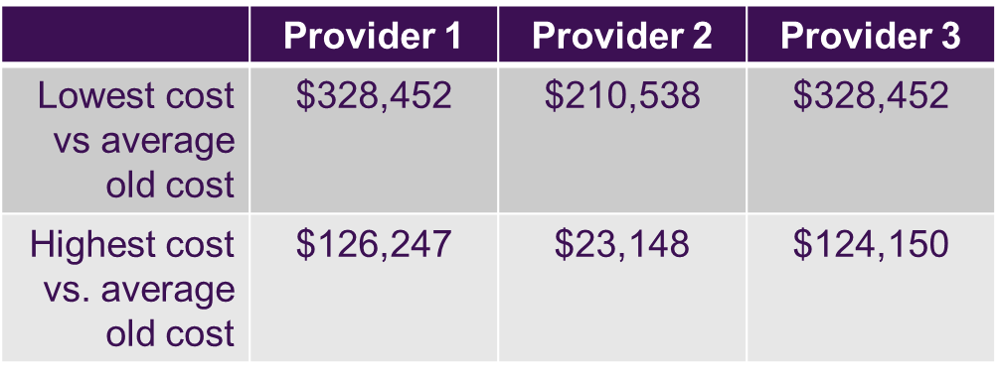 Provider 1 Provider 2 Provider 3
Lowest cost vs average old cost $328,452 $210,538 $328,452
Highest cost vs. average old cost $126,247 $23,148 $124,150